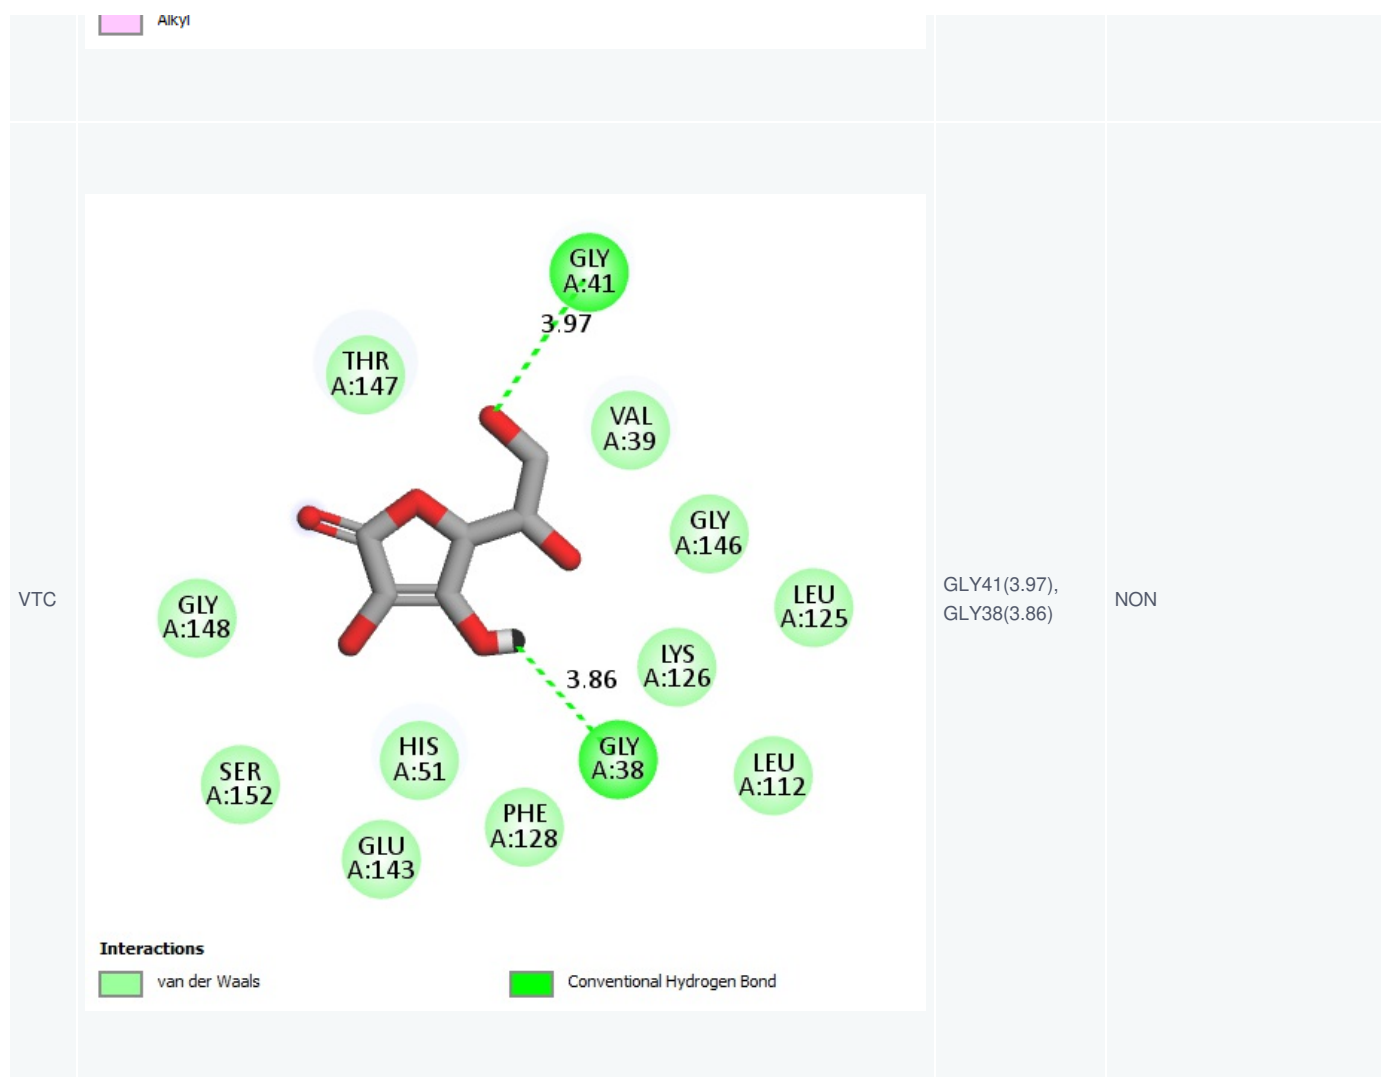 Alkyl
VTC
GLY
A:41
3.97
THR
A:147
VAL
A:39
GLY
A:146
LEU
A:125
GLY
A:148
LYS
A:126
3.86
HIS
A:51
GLY
A:38
LEU
A:112
SER
A:152
PHE
A:128
GLU
A:143
Interactions
van der Waals
Conventional Hydrogen Bond
GLY41(3.97),
GLY38(3.86)
NON